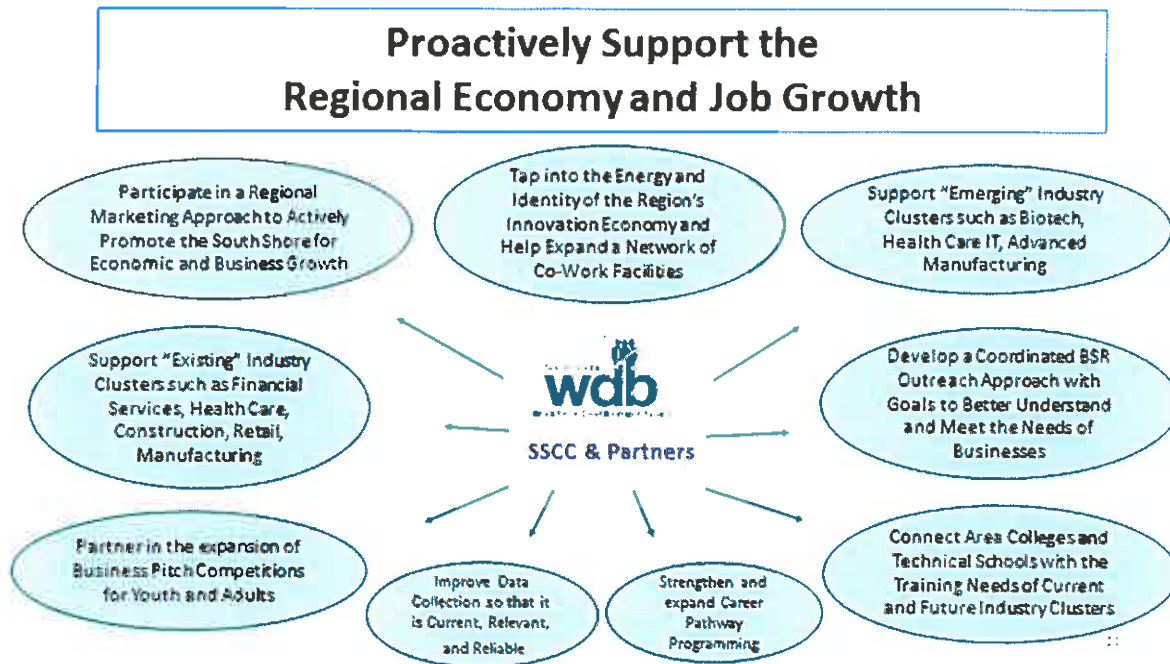 Proactively Support the
Regional Economy and Job Growth
Participate in a Regional
Marketing Approach to Actively
Promote the South Shore for
Economic and Business Growth
Tap into the Energy and
Identity of the Region's
Innovation Economy and
Help Expand a Network of
Co-Work Facilities
Support "Emerging" Industry
Clusters such as Biotech,
Health Care IT, Advanced
Manufacturing
Support "Existing" Industry
Clusters such as Financial
Services, Health Care,
Construction, Retail,
Manufacturing
wdb
SSCC & Partners
Develop a Coordinated BSR
Outreach Approach with
Goals to Better Understand
and Meet the Needs of
Businesses
Partner in the expansion of
Business Pitch Competitions
for Youth and Adults
Improve Data
Collection so that it
is Current, Relevant,
and Reliable
Strengthen and
expand Career
Pathway
Programming
Connect Area Colleges and
Technical Schools with the
Training Needs of Current
and Future Industry Clusters